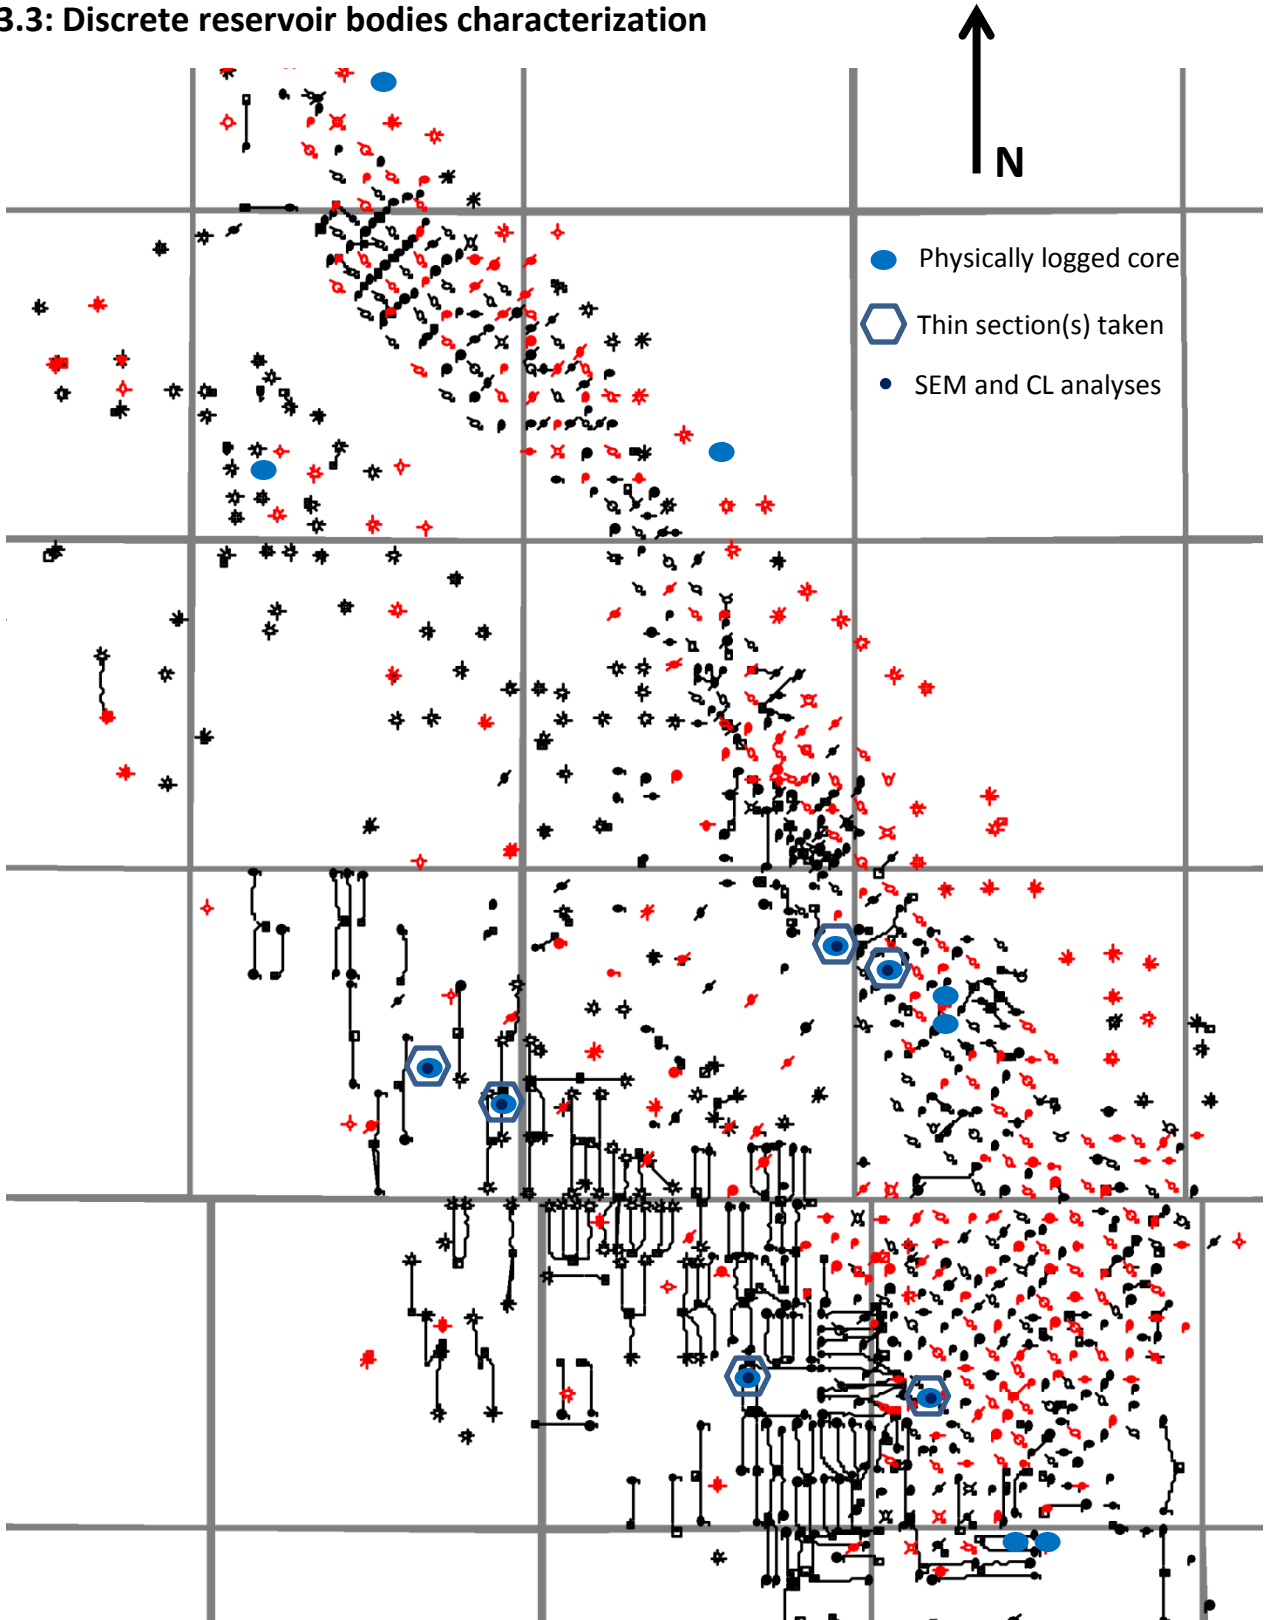 3.3: Discrete reservoir bodies characterization
N
Physically logged core
Thin section(s) taken
SEM and CL analyses